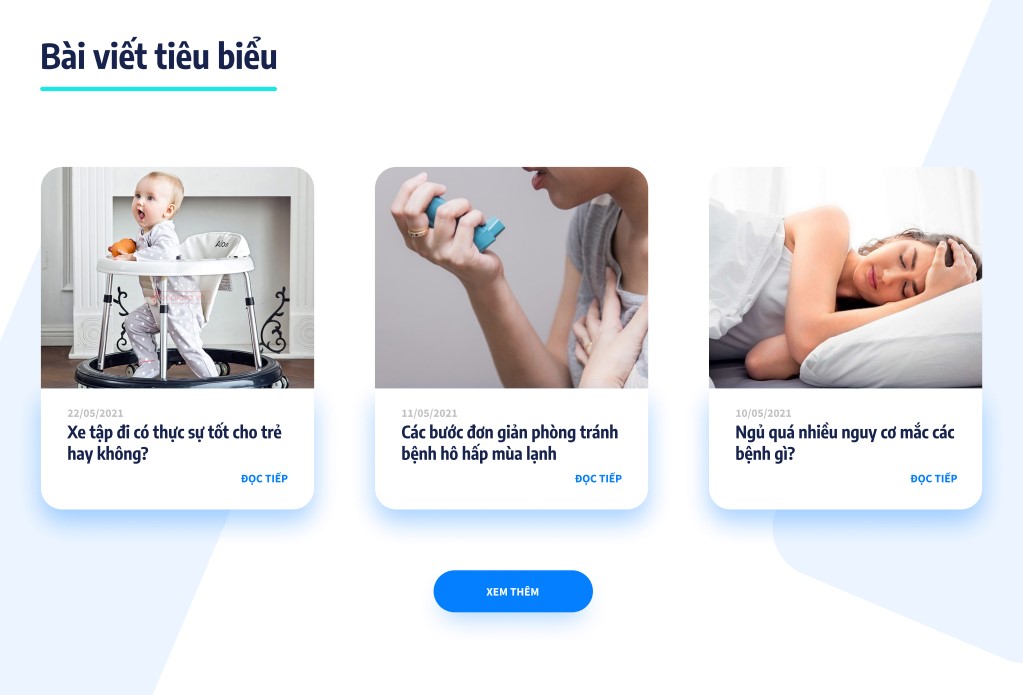 Bài viết tiêu biểu
22/05/2021
Xe tập đi có thực sự tốt cho trẻ
hay không?
ĐỌC TIẾP
11/05/2021
Các bước đơn giản phòng tránh
bệnh hô hấp mùa lạnh
ĐỌC TIẾP
10/05/2021
Ngủ quá nhiều nguy cơ mắc các
bệnh gì?
ĐỌC TIẾP
XEM THÊM